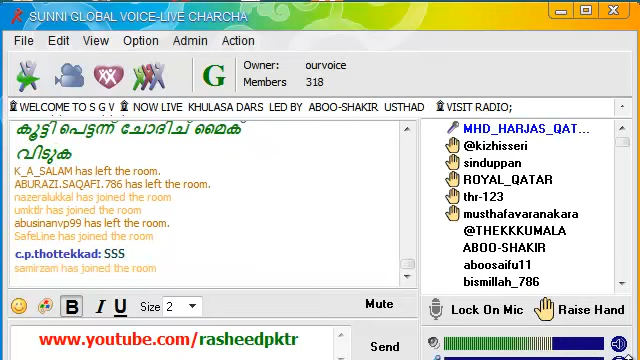 SUNNI GLOBAL VOICE-LIVE CHARCHA
File Edit View Option Admin Action
G Owner: ourvoice
Members 318
WELCOME TO S G V NOW LIVE KHULASA DARS LED BY ABOO-SHAKIR USTHAD VISIT RADIO;
കൂട്ടി പെട്ടന്ന് ചോദിച് മൈക്
വിടുക
K_A_SALAM has left the room.
ABURAZI.SAQAFI.786 has left the room.
nazeralukkal has joined the room
umktlr has joined the room
abusinanvp99 has left the room.
SafeLine has joined the room
c.p.thottekkad: SSS
samirzam has joined the room
MHD_HARJAS_QAT...
@kizhisseri
sinduppan
ROYAL_QATAR
thr-123
musthafavaranakara
@THEKKKUMALA
ABOO-SHAKIR
aboosaifu11
bismillah_786
B I U Size 2 Mute
Lock On Mic Raise Hand
www.youtube.com/rasheedpktr
Send